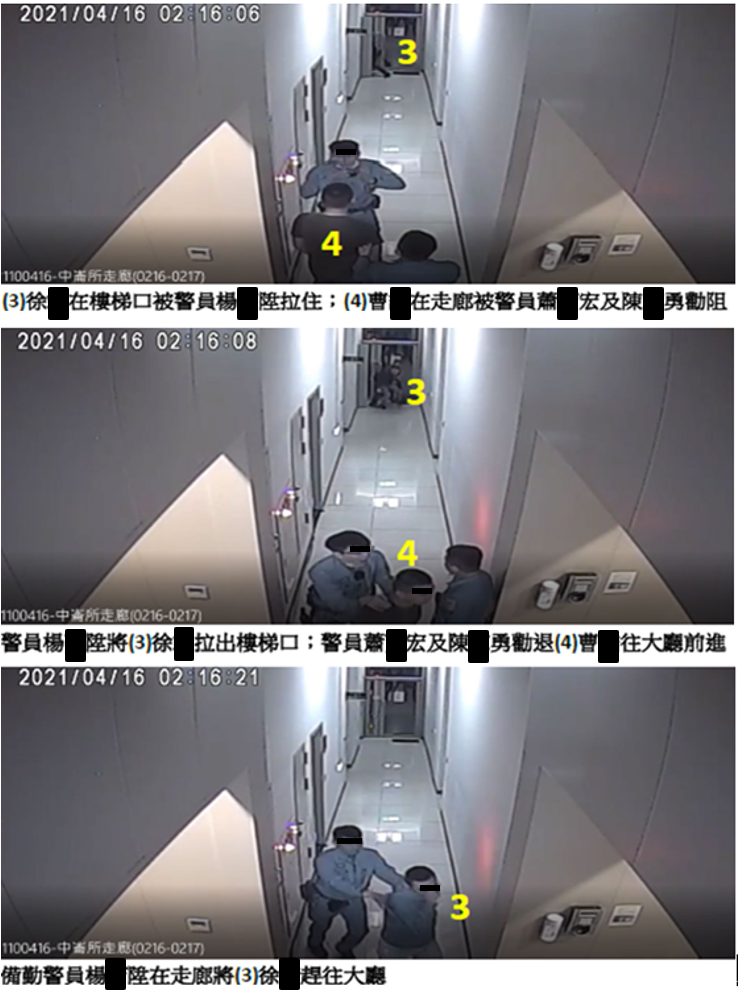 2021/04/16 02:16:06
3
4
1100416-中崙所走廊(0216-0217)
(3)徐 在樓梯口被警員楊 陞拉住；(4)曹 在走廊被警員蕭 宏及陳 勇勸阻
2021/04/16 02:16:08
3
4
1100416-中崙所走廊(0216-0217)
警員楊 陞將(3)徐 拉出樓梯口；警員蕭 宏及陳 勇勸退(4)曹 往大廳前進
2021/04/16 02:16:21
3
1100416-中崙所走廊(0216-0217)
備勤警員楊 陞在走廊將(3)徐 趕往大廳